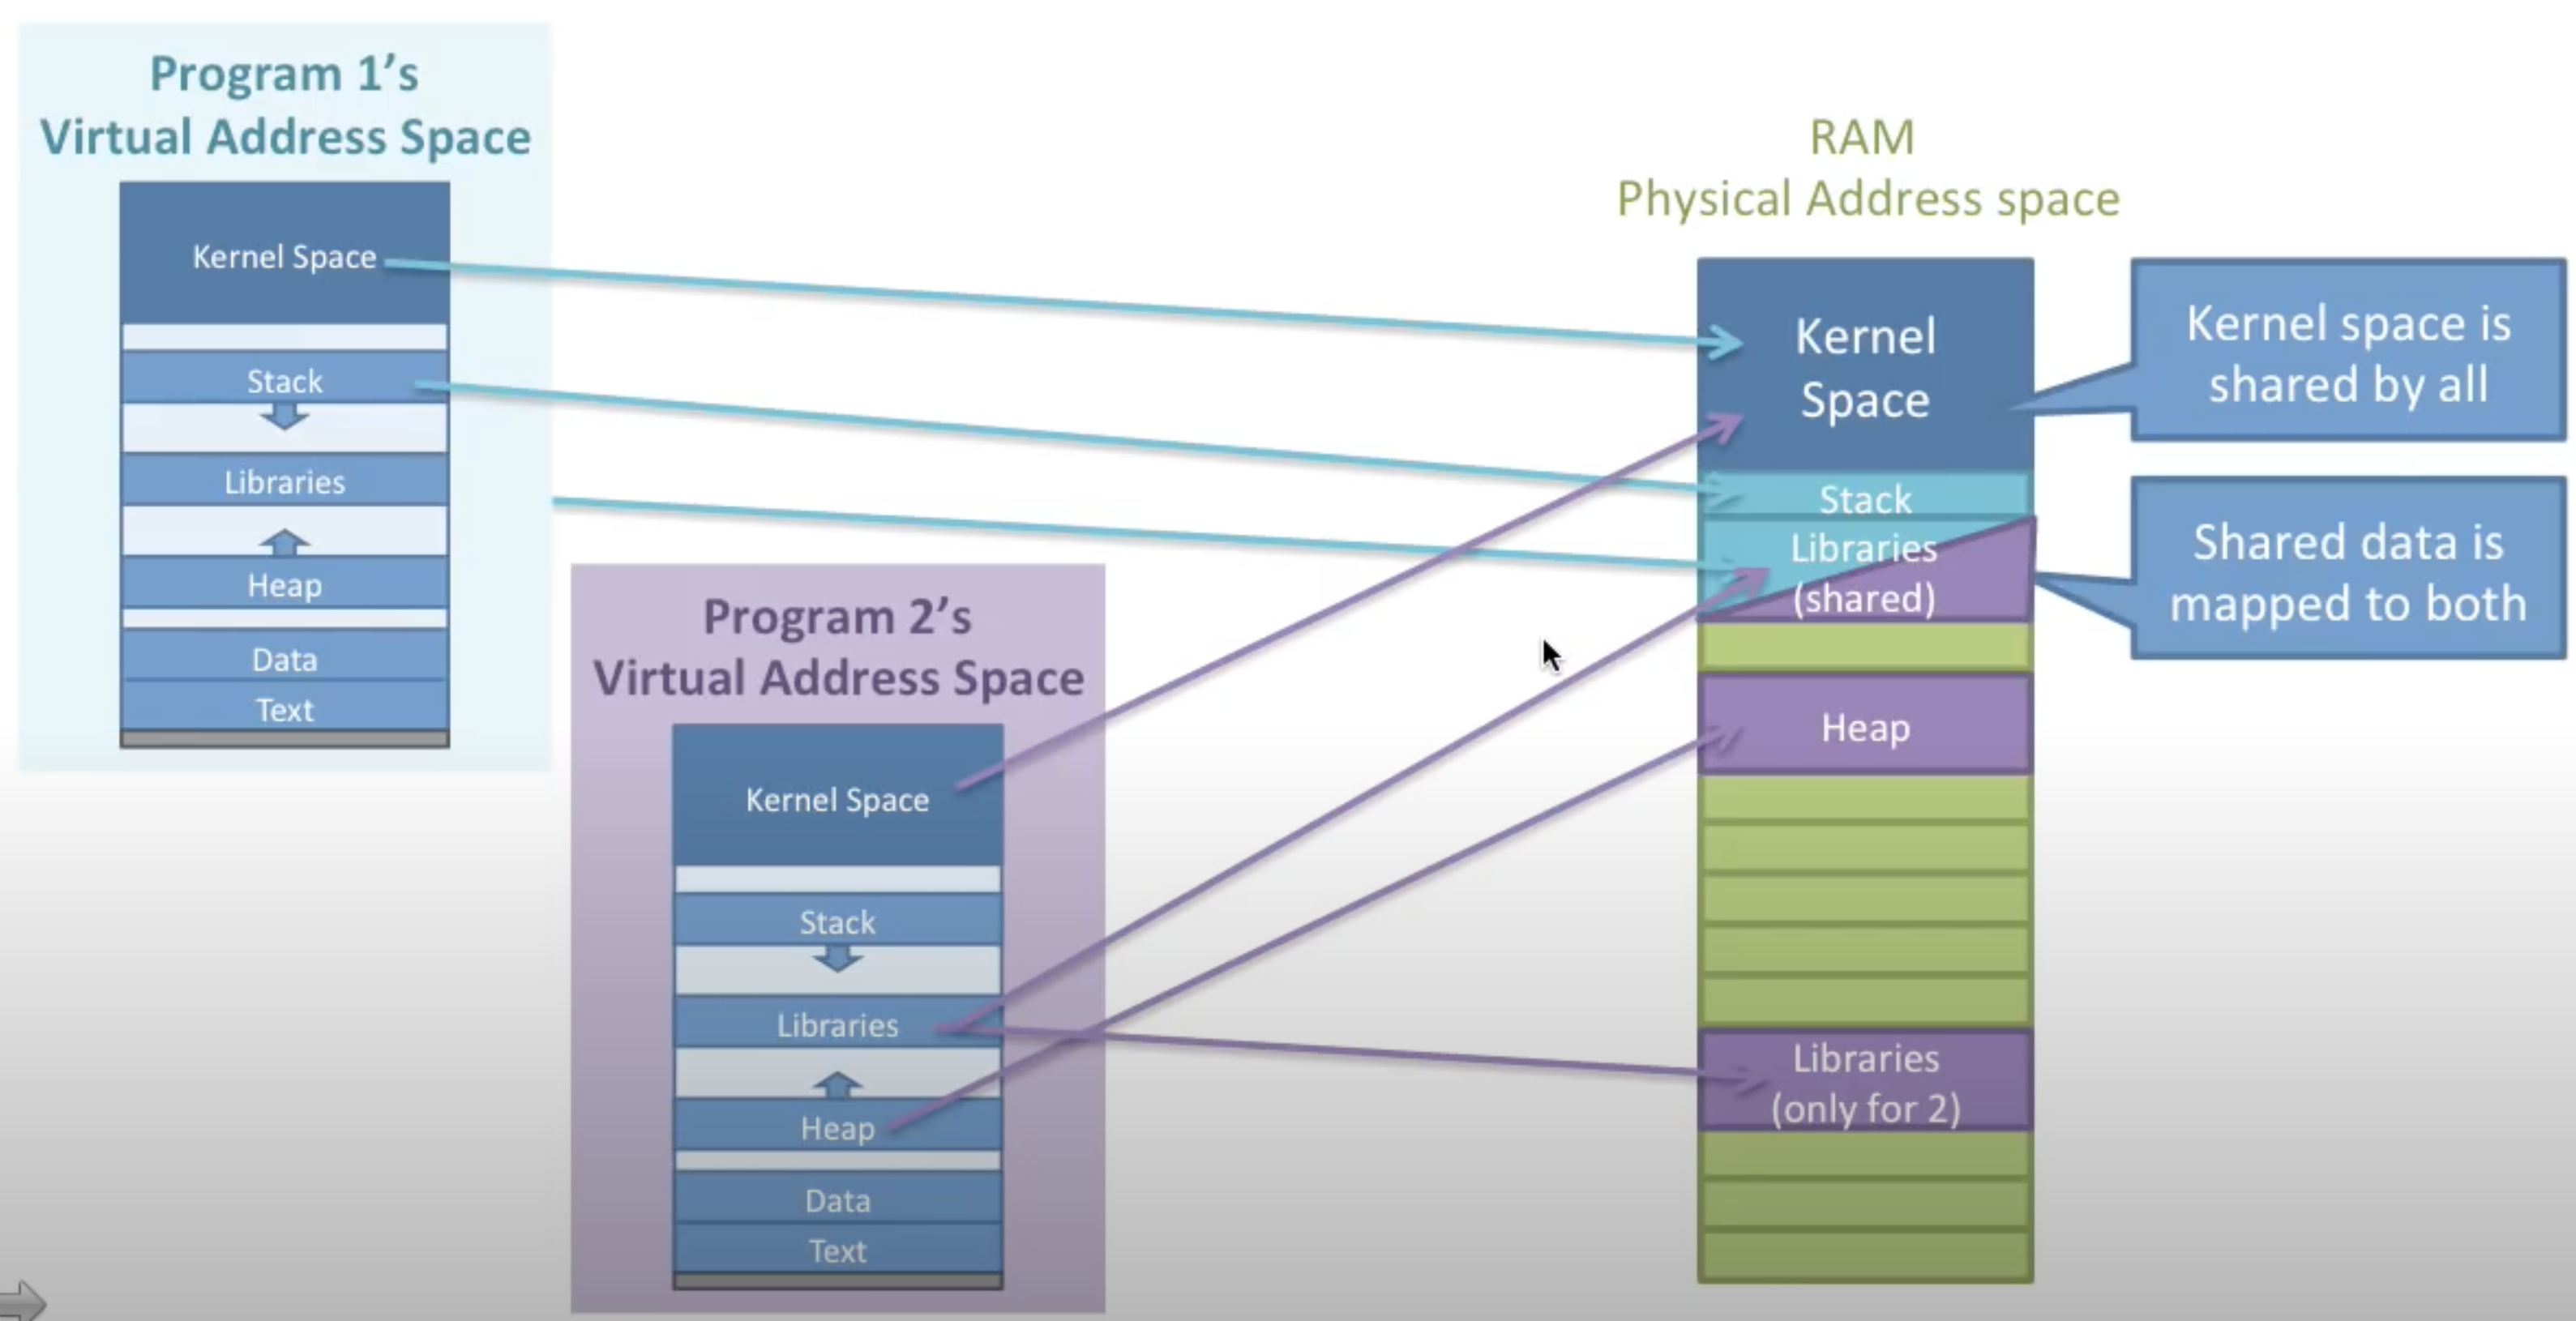 Program 1’s
Virtual Address Space
Kernel Space
Stack
Libraries
Heap
Data
Text
Program 2’s
Virtual Address Space
Kernel Space
Stack
Libraries
Heap
Data
Text
RAM
Physical Address space
Kernel
Space
Stack
Libraries
(shared)
Heap
Libraries
(only for 2)
Kernel space is
shared by all
Shared data is
mapped to both